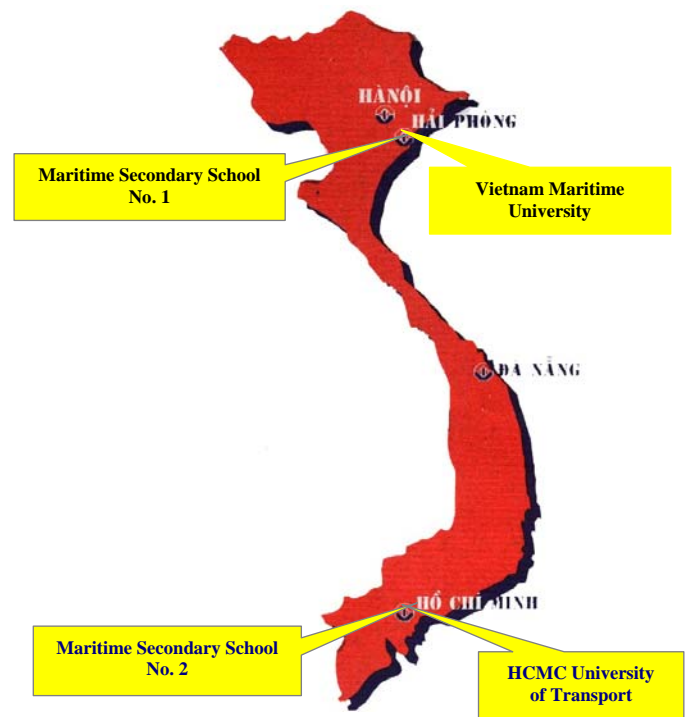 HÀNỘI
HẢI PHÒNG
Maritime Secondary School
No. 1
Vietnam Maritime
University
ĐÀ NẴNG
HỒ CHÍ MINH
Maritime Secondary School
No. 2
HCMC University
of Transport